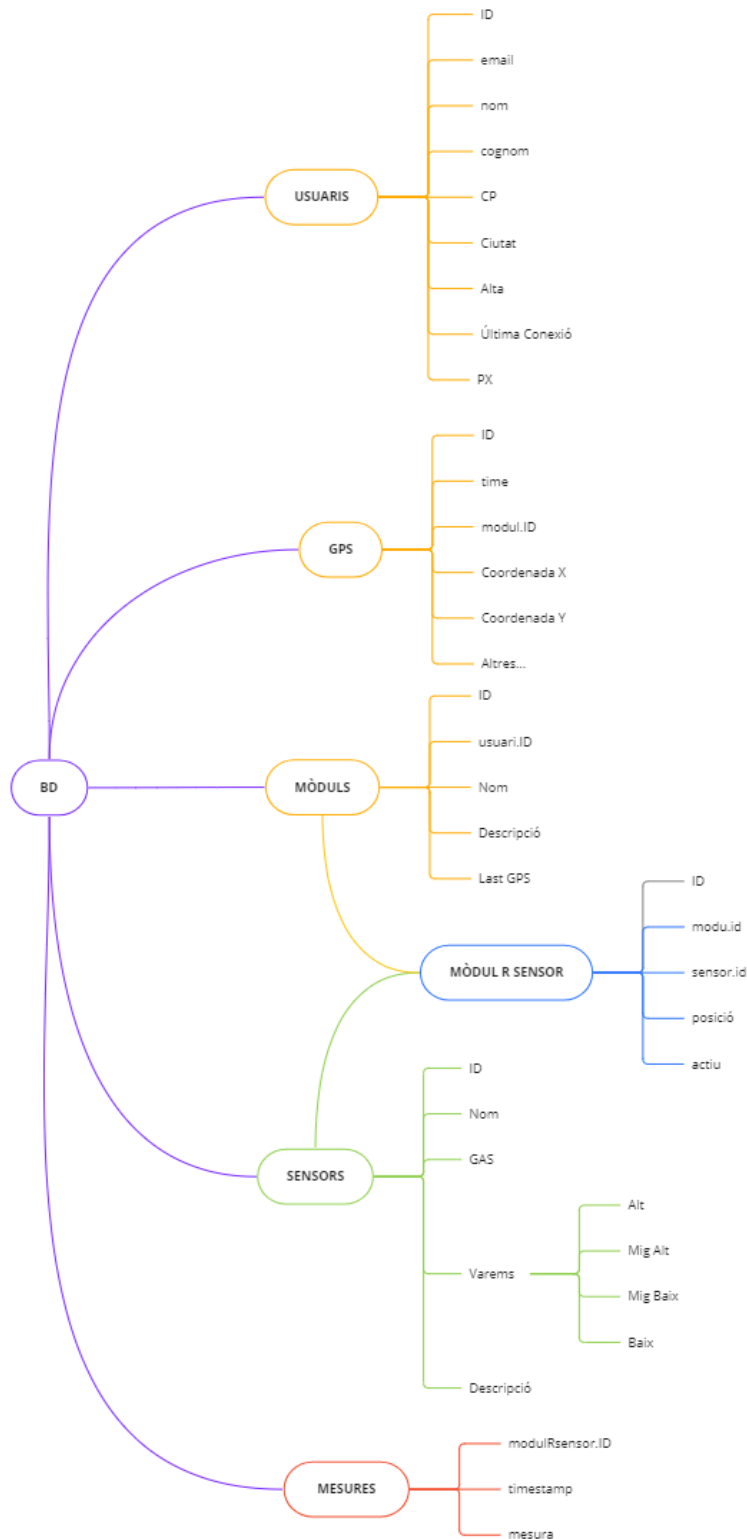 ID
email
nom
cognom
USUARIS
CP
Ciutat
Alta
Última Conexió
PX
ID
time
modul.ID
GPS
Coordenada X
Coordenada Y
Altres...
ID
usuari.ID
BD
MÒDULS
Nom
Descripció
Last GPS
ID
modu.id
MÒDUL R SENSOR
sensor.id
posició
actiu
ID
Nom
GAS
SENSORS
Alt
Mig Alt
Varems
Mig Baix
Baix
Descripció
modulRsensor.ID
MESURES
timestamp
mesura